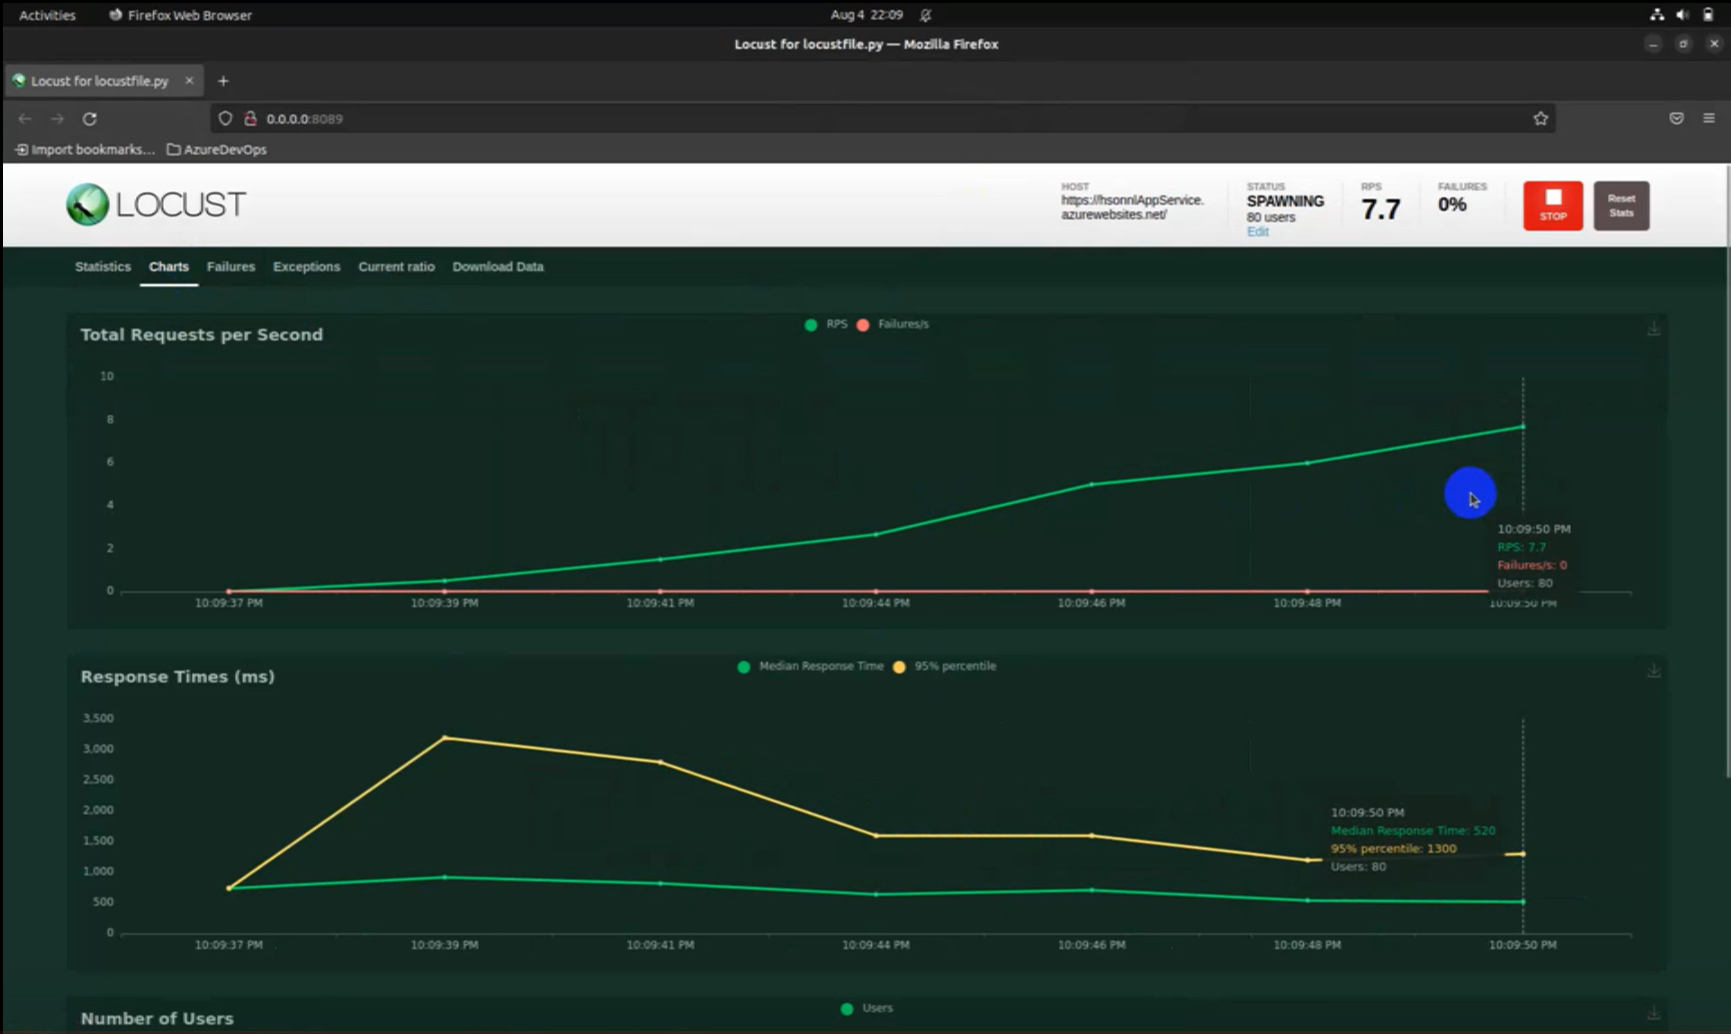 Activities Firefox Web Browser Aug 4 22:09
Locust for locustfile.py — Mozilla Firefox
Locust for locustfile.py
0.0.0.0:8089
Import bookmarks... AzureDevOps
LOCUST
HOST
https://hsonnlAppService.
azurewebsites.net/
STATUS
SPAWNING
80 users
Edit
RPS
7.7
FAILURES
0%
STOP
Reset
Stats
Statistics Charts Failures Exceptions Current ratio Download Data
Total Requests per Second
RPS Failures/s
10
8
6
4
2
0
10:09:50 PM
RPS: 7.7
Failures/s: 0
Users: 80
10:09:37 PM 10:09:39 PM 10:09:41 PM 10:09:44 PM 10:09:46 PM 10:09:48 PM 10:09:50 PM
Response Times (ms)
Median Response Time 95% percentile
3,500
3,000
2,500
2,000
1,500
1,000
500
0
10:09:50 PM
Median Response Time: 520
95% percentile: 1300
Users: 80
10:09:37 PM 10:09:39 PM 10:09:41 PM 10:09:44 PM 10:09:46 PM 10:09:48 PM 10:09:50 PM
Number of Users
Users